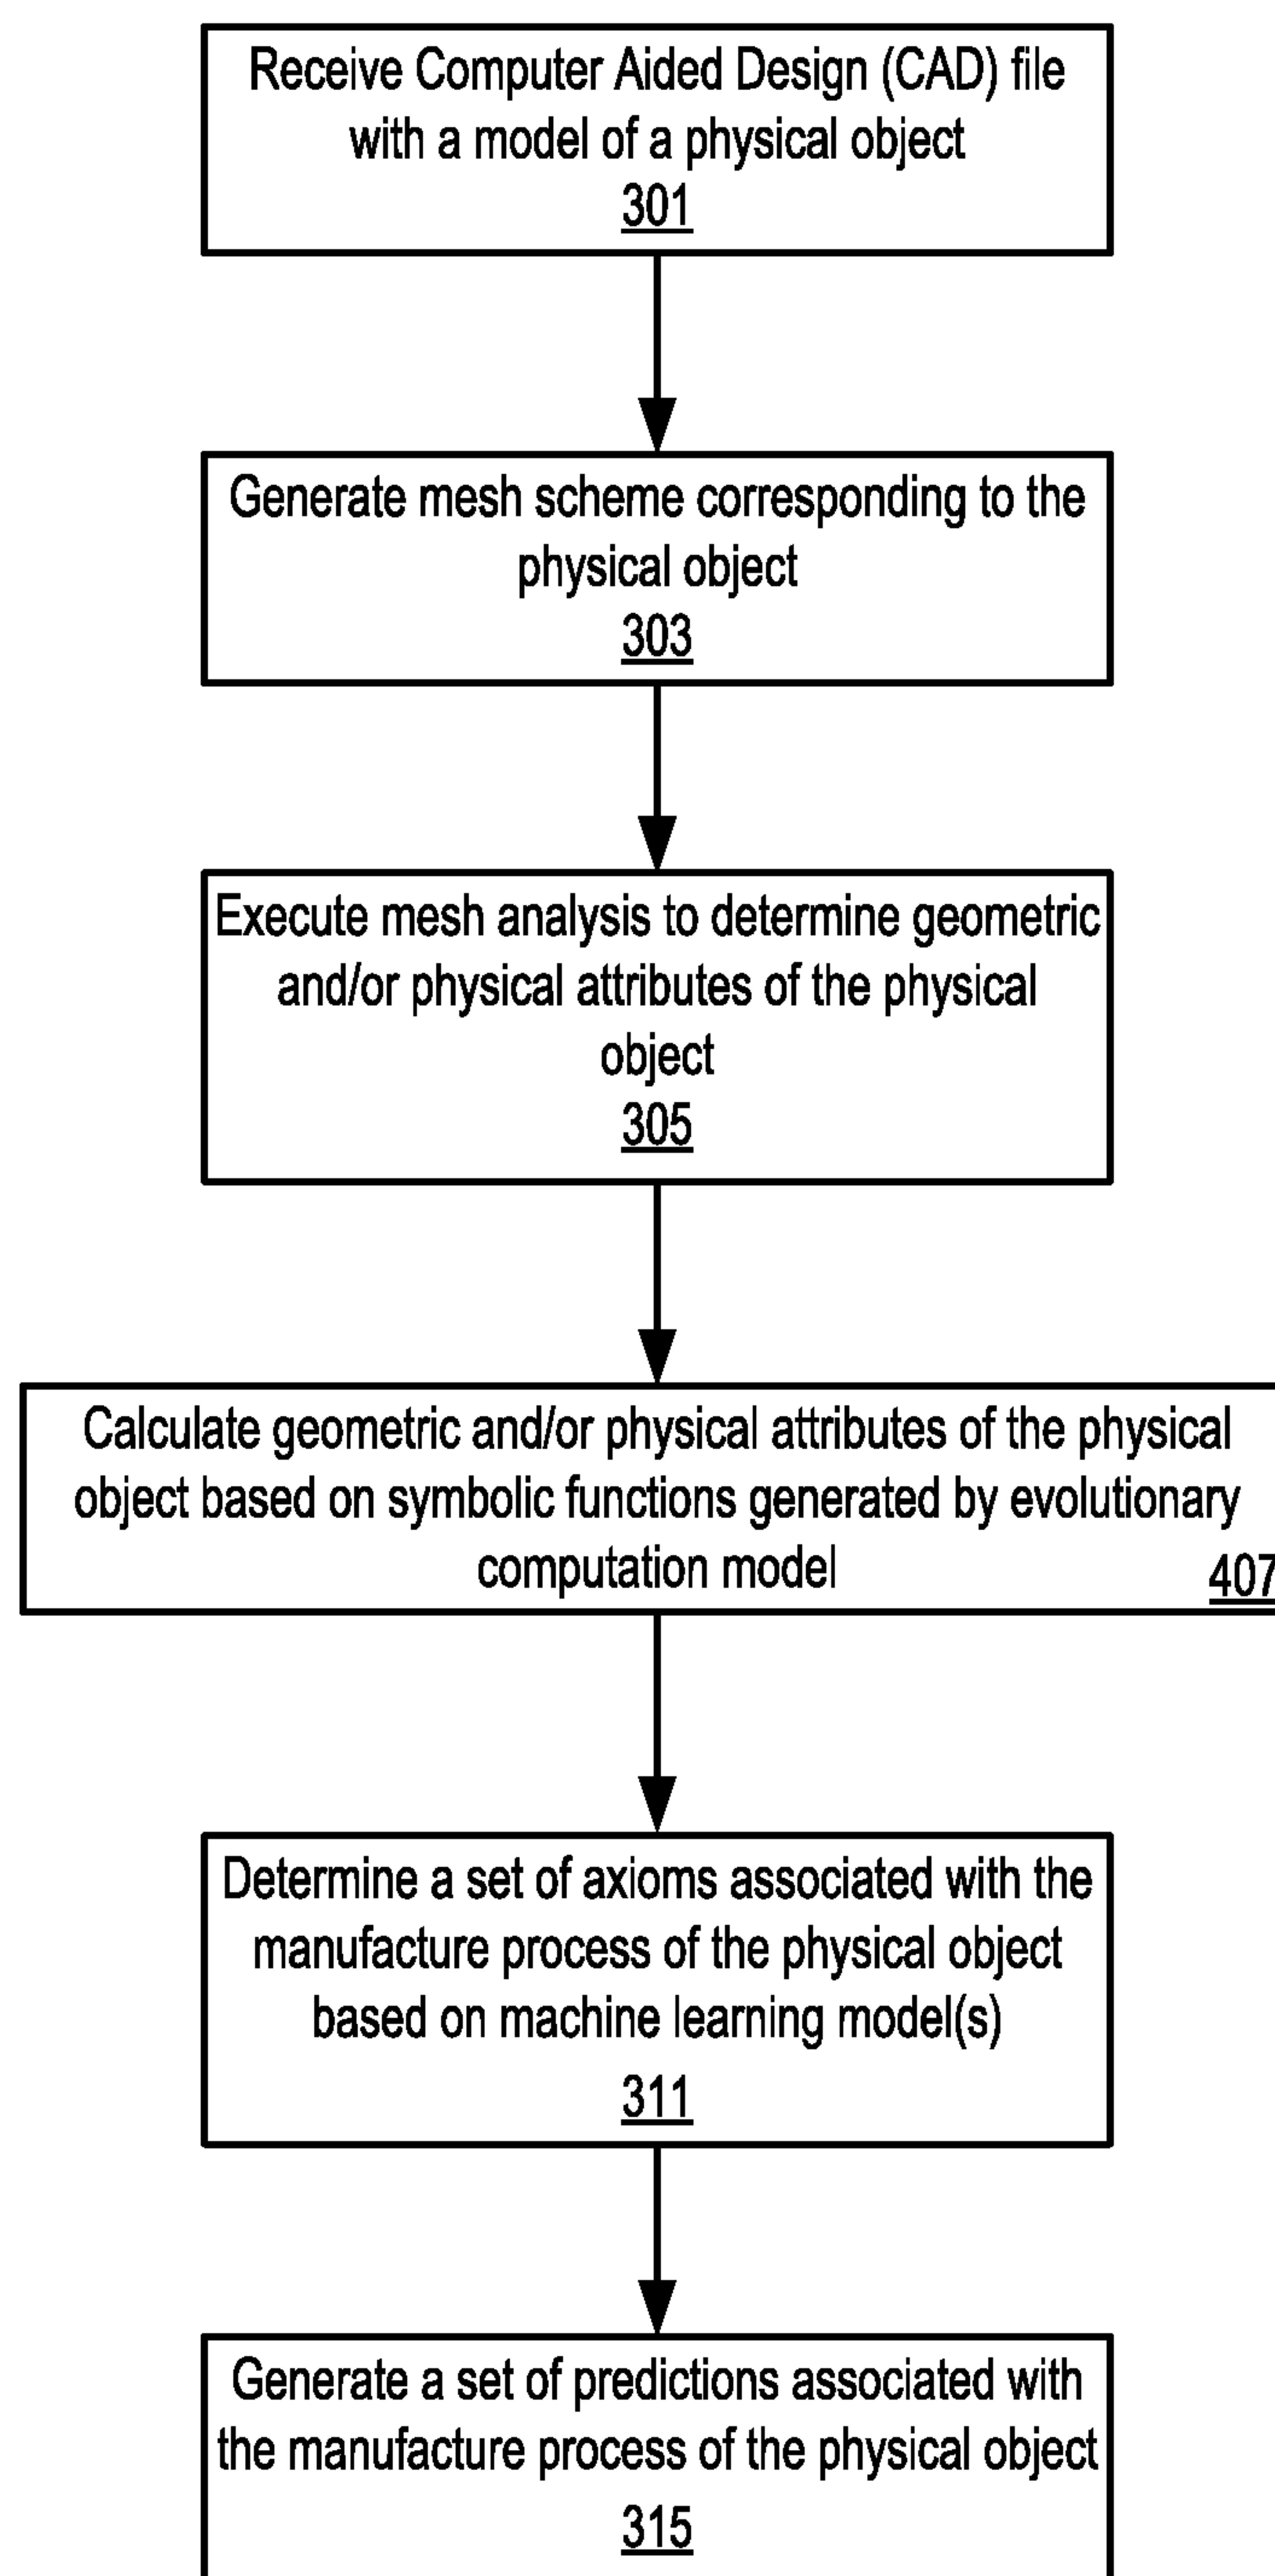 Receive Computer Aided Design (CAD) file
with a model of a physical object
301
Generate mesh scheme corresponding to the
physical object
303
Execute mesh analysis to determine geometric
and/or physical attributes of the physical
object
305
Calculate geometric and/or physical attributes of the physical
object based on symbolic functions generated by evolutionary
computation model
407
Determine a set of axioms associated with the
manufacture process of the physical object
based on machine learning model(s)
311
Generate a set of predictions associated with
the manufacture process of the physical object
315